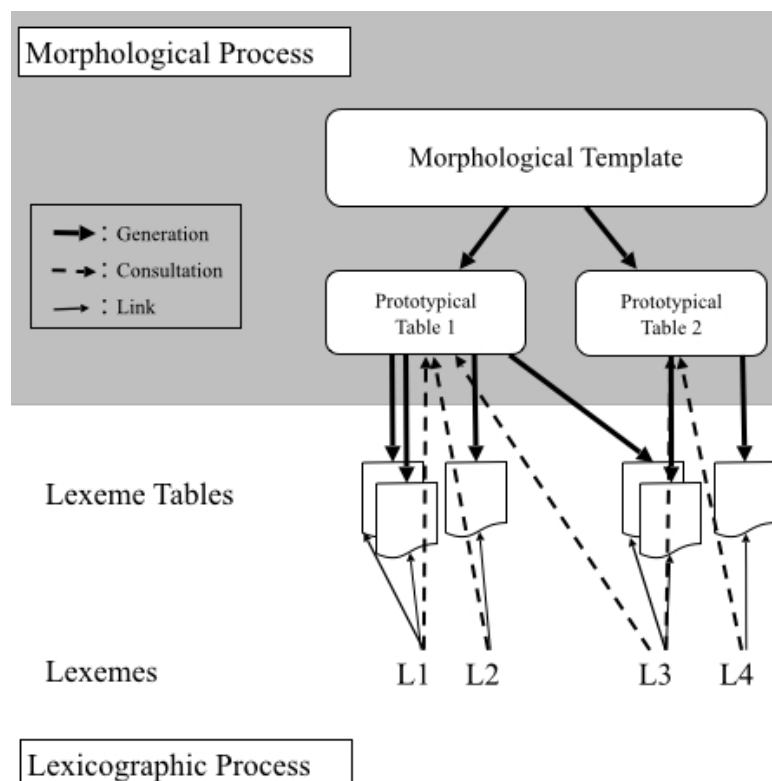 Morphological Process
Morphological Template
: Generation
: Consultation
: Link
Prototypical
Table 1
Prototypical
Table 2
Lexeme Tables
Lexemes
L1
L2
L3
L4
Lexicographic Process